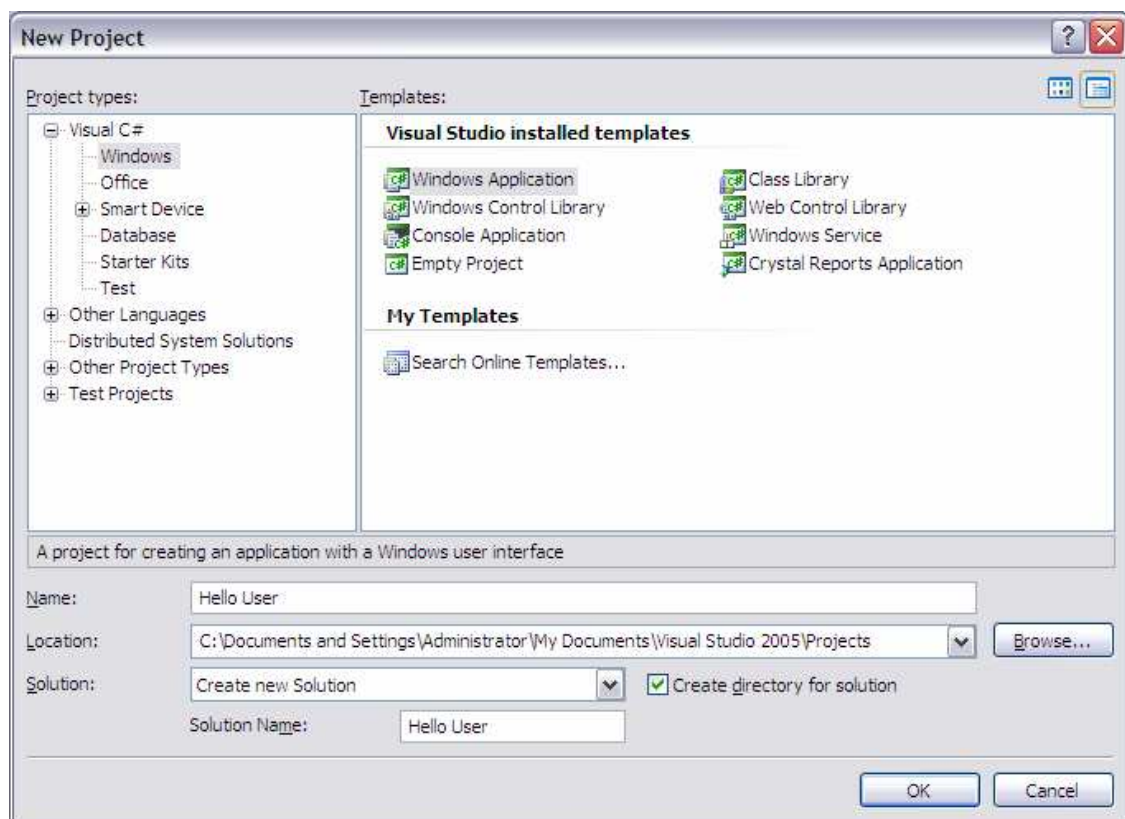 New Project
Project types:
Templates:
Visual C#
Windows
Office
Smart Device
Database
Starter Kits
Test
Other Languages
Distributed System Solutions
Other Project Types
Test Projects
Visual Studio installed templates
Windows Application
Class Library
Windows Control Library
Web Control Library
Console Application
Windows Service
Empty Project
Crystal Reports Application
My Templates
Search Online Templates...
A project for creating an application with a Windows user interface
Name:
Hello User
Location:
C:\Documents and Settings\Administrator\My Documents\Visual Studio 2005\Projects
Browse...
Solution:
Create new Solution
Create directory for solution
Solution Name:
Hello User
OK
Cancel